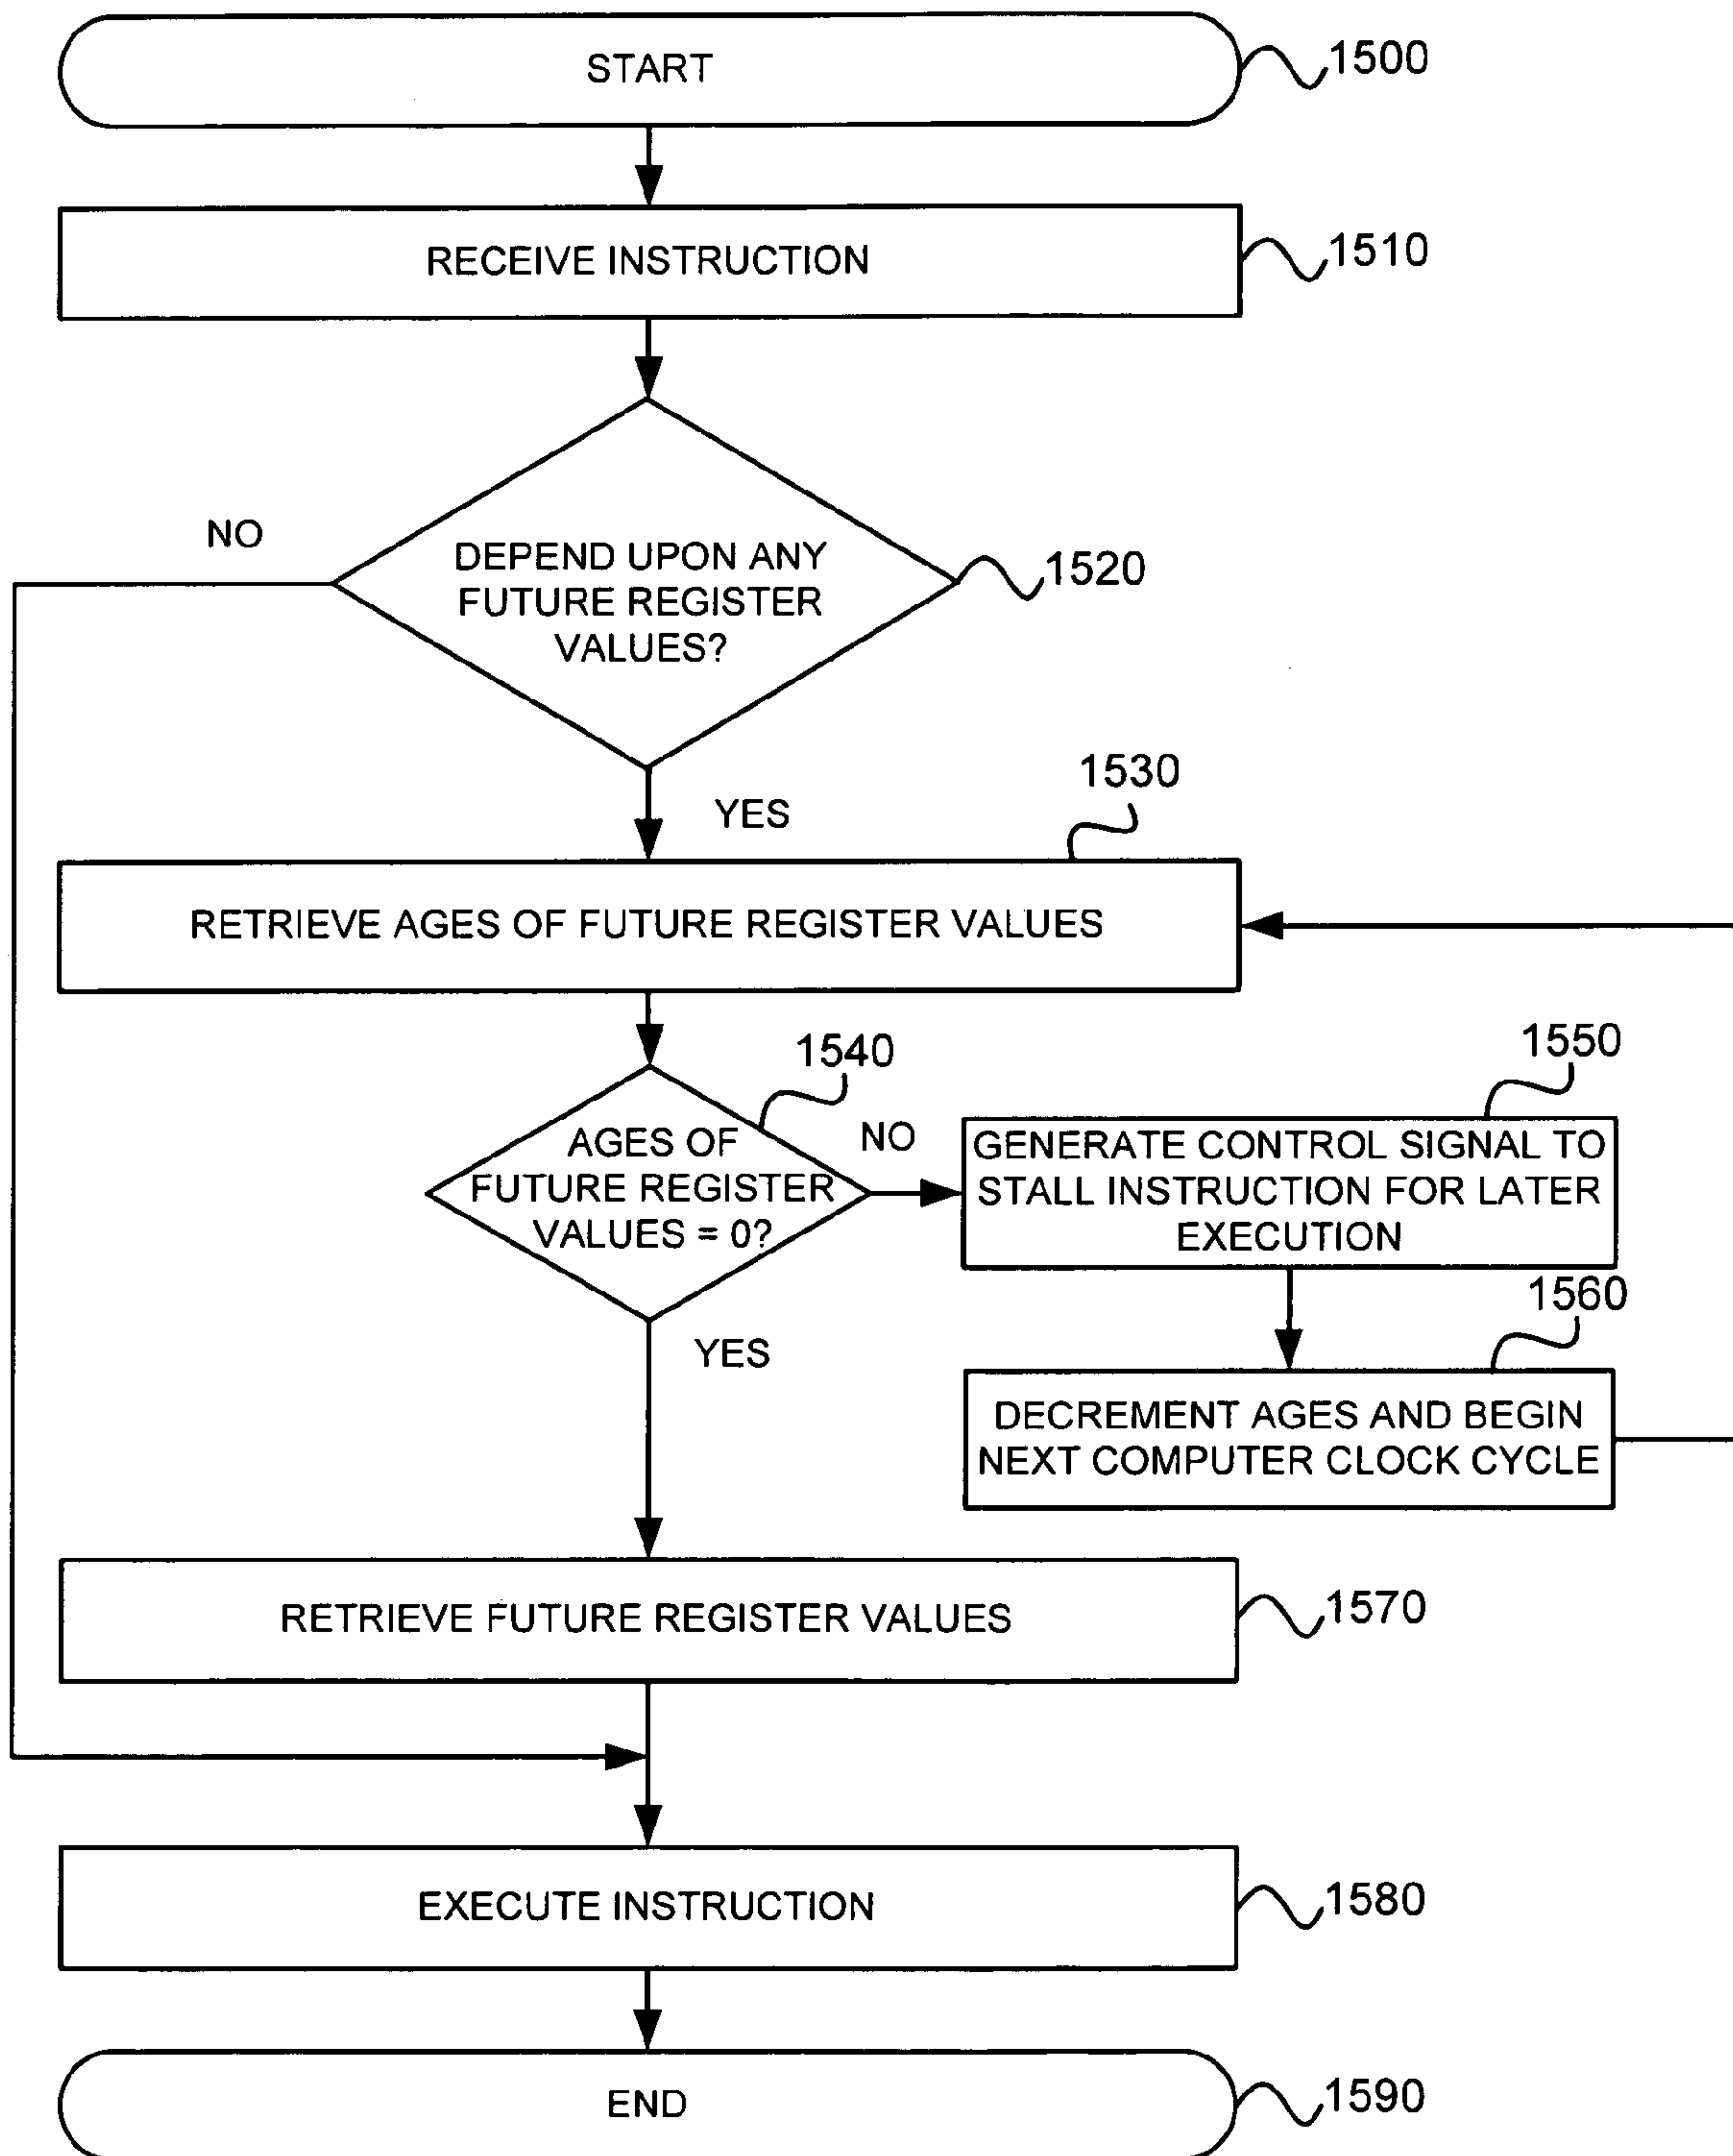 START
1500
RECEIVE INSTRUCTION
1510
NO
DEPEND UPON ANY
FUTURE REGISTER
VALUES?
1520
YES
1530
RETRIEVE AGES OF FUTURE REGISTER VALUES
1540
AGES OF
FUTURE REGISTER
VALUES = 0?
NO
1550
GENERATE CONTROL SIGNAL TO
STALL INSTRUCTION FOR LATER
EXECUTION
1560
YES
DECREMENT AGES AND BEGIN
NEXT COMPUTER CLOCK CYCLE
RETRIEVE FUTURE REGISTER VALUES
1570
EXECUTE INSTRUCTION
1580
END
1590